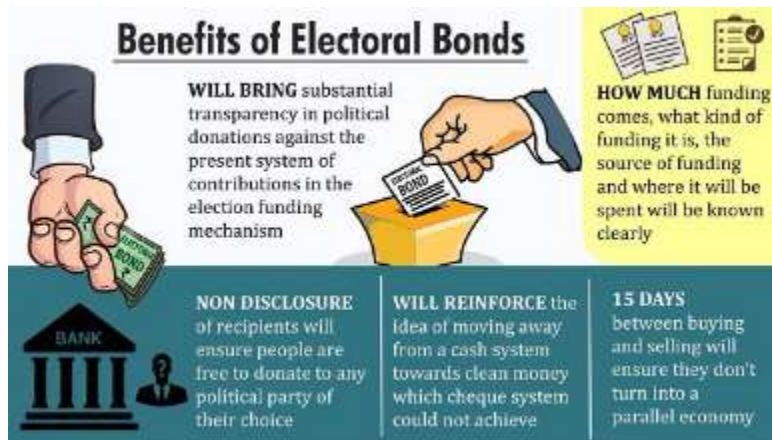 Benefits of Electoral Bonds
WILL BRING substantial
transparency in political
donations against the
present system of
contributions in the
election funding
mechanism
ELECTORAL
BOND
HOW MUCH funding
comes, what kind of
funding it is, the
source of funding
and where it will be
spent will be known
clearly
?
ELECTORAL
BOND
?
BANK
?
NON DISCLOSURE
of recipients will
ensure people are
free to donate to any
political party of
their choice
WILL REINFORCE the
idea of moving away
from a cash system
towards clean money
which cheque system
could not achieve
15 DAYS
between buying
and selling will
ensure they don't
turn into a
parallel economy